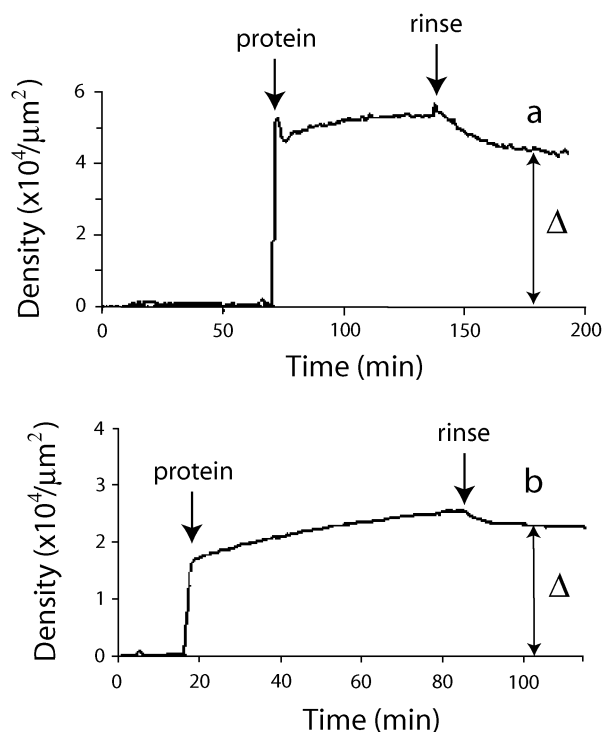 protein
rinse
6
a
4
Δ
2
0
0 50 100 150 200
Density (x10⁴/μm²)
Time (min)
4
rinse
protein
b
3
2
Δ
1
0
0 20 40 60 80 100
Density (x10⁴/μm²)
Time (min)